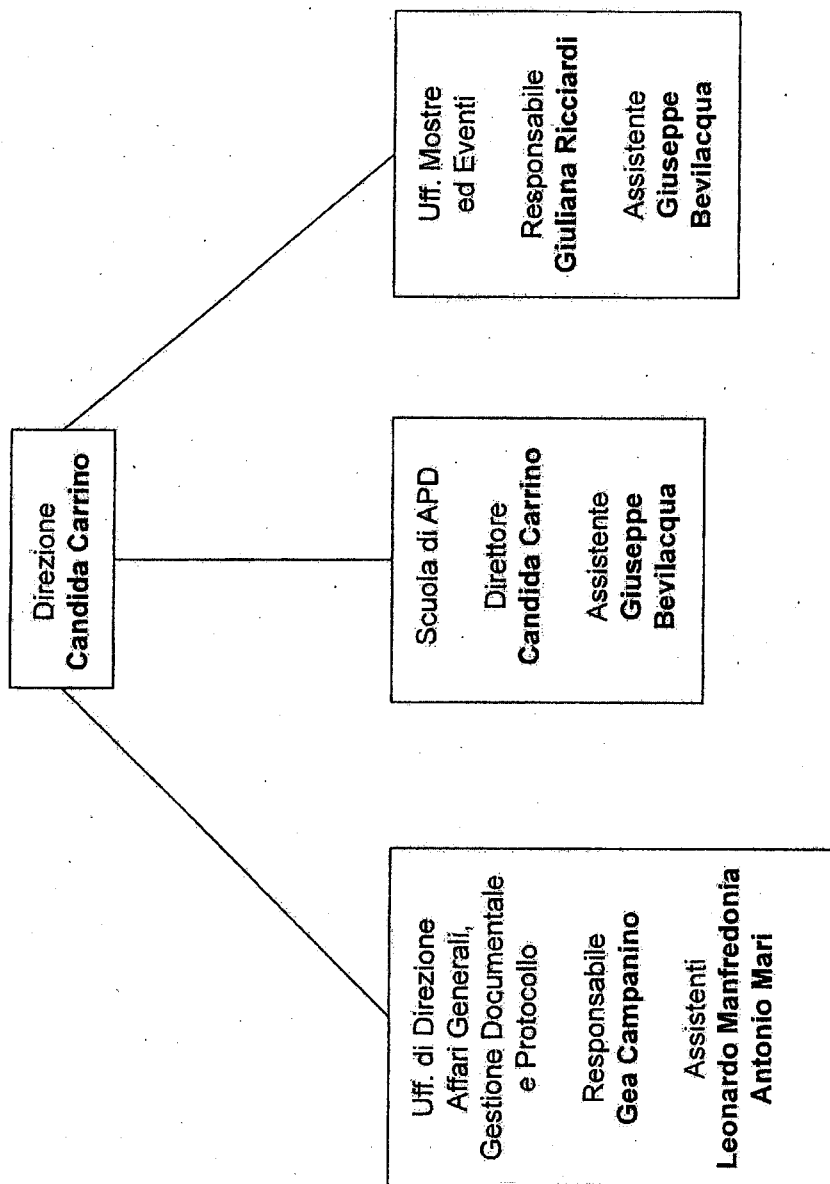 Direzione
Candida Carrino
Uff. di Direzione
Affari Generali,
Gestione Documentale
e Protocollo
Responsabile
Gea Campanino
Assistenti
Leonardo Manfredonia
Antonio Mari
Scuola di APD
Direttore
Candida Carrino
Assistente
Giuseppe
Bevilacqua
Uff. Mostre
ed Eventi
Responsabile
Giuliana Ricciardi
Assistente
Giuseppe
Bevilacqua